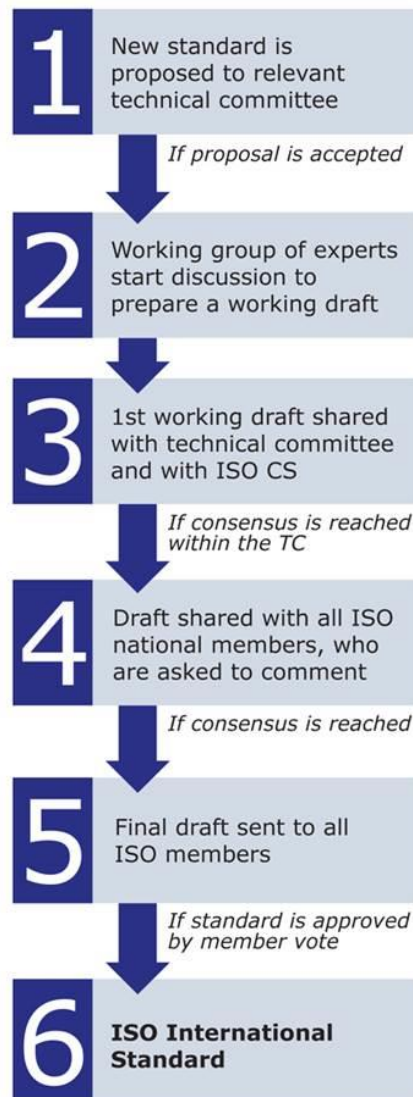 1
New standard is
proposed to relevant
technical committee
If proposal is accepted
2
Working group of experts
start discussion to
prepare a working draft
3
1st working draft shared
with technical committee
and with ISO CS
If consensus is reached
within the TC
4
Draft shared with all ISO
national members, who
are asked to comment
If consensus is reached
5
Final draft sent to all
ISO members
If standard is approved
by member vote
6
ISO International
Standard